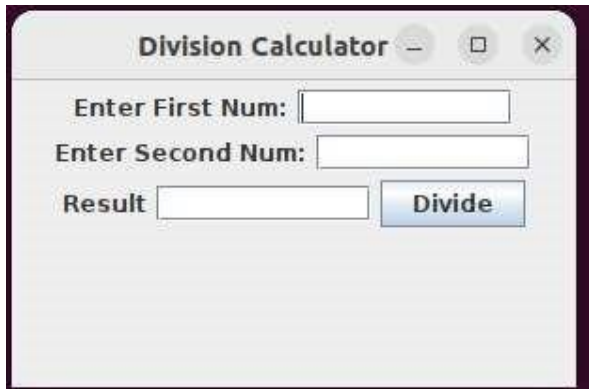 Division Calculator
Enter First Num:
Enter Second Num:
Result Divide